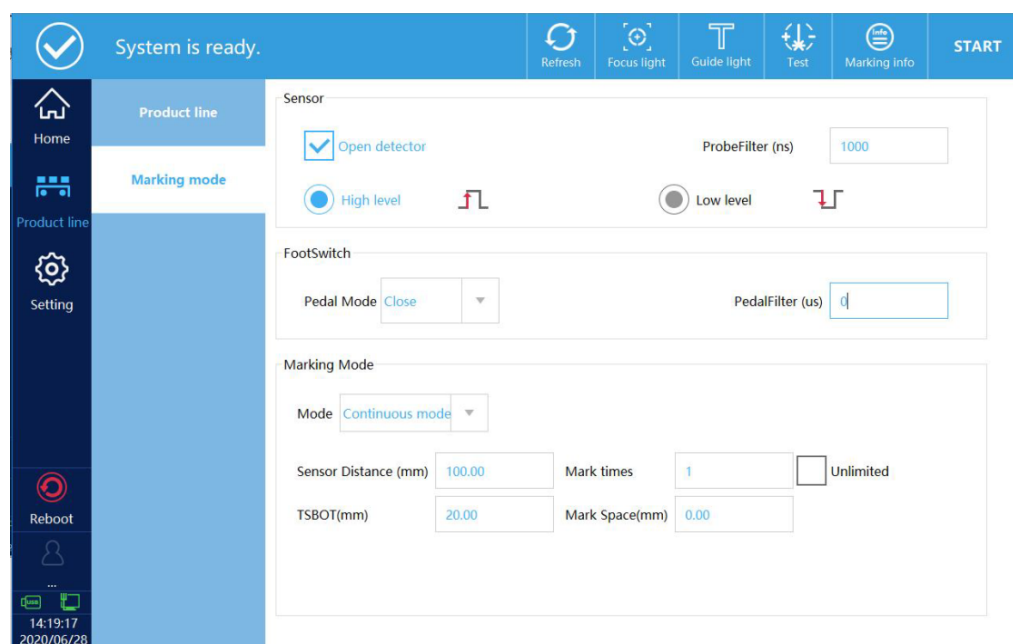 System is ready.
Refresh
Focus light
Guide light
Test
info
Marking info
START
Home
Product line
Setting
Reboot
...
USB
14:19:17
2020/06/28
Product line
Marking mode
Sensor
Open detector
ProbeFilter (ns) 1000
High level
Low level
FootSwitch
Pedal Mode Close
PedalFilter (us) 0
Marking Mode
Mode Continuous mode
Sensor Distance (mm) 100.00 Mark times 1 Unlimited
TSBOT(mm) 20.00 Mark Space(mm) 0.00